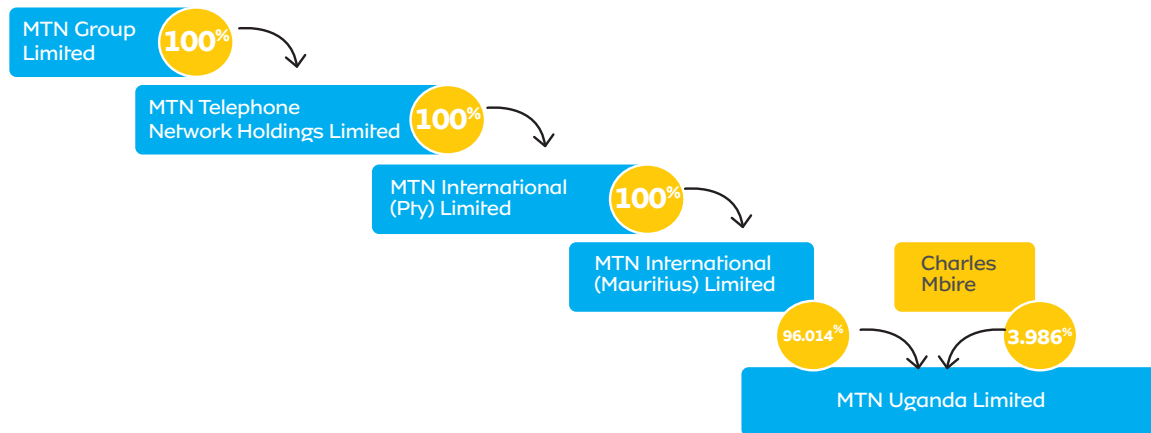 MTN Group
Limited
100%
MTN Telephone
Network Holdings Limited
100%
MTN International
(Pty) Limited
100%
MTN International
(Mauritius) Limited
Charles
Mbire
96.014%
3.986%
MTN Uganda Limited